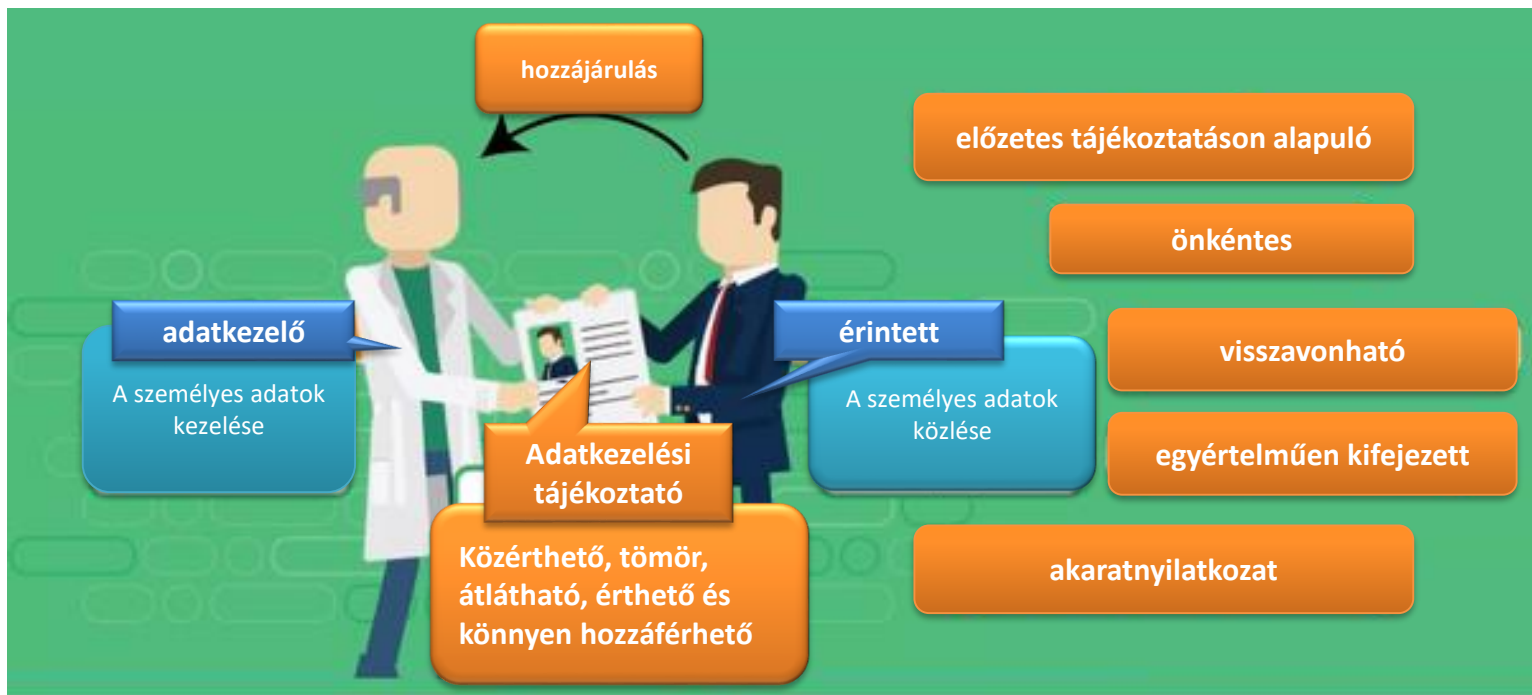 hozzájárulás
előzetes tájékoztatáson alapuló
önkéntes
adatkezelő
A személyes adatok
kezelése
érintett
A személyes adatok
közlése
visszavonható
egyértelműen kifejezett
Adatkezelési
tájékoztató
Közérthető, tömör,
átlátható, érthető és
könnyen hozzáférhető
akaratnyilatkozat